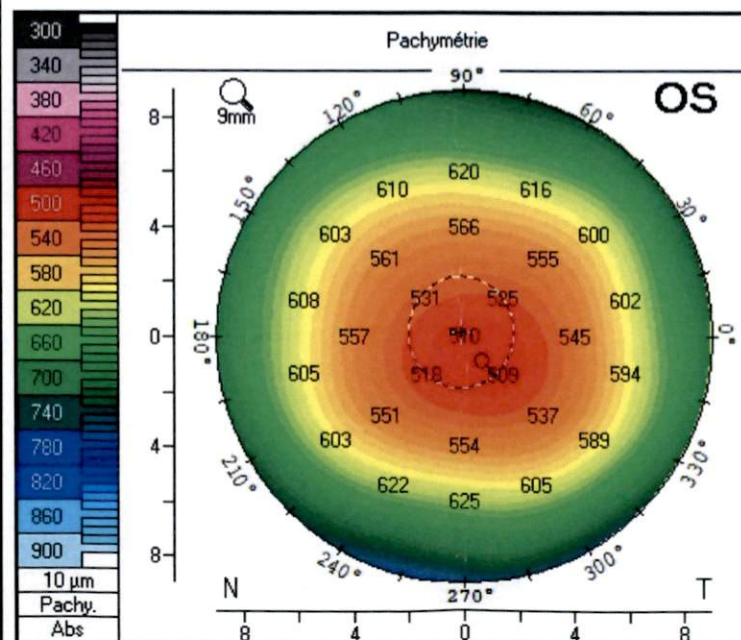 Pachymétrie
300
340
380
420
460
500
540
580
620
660
700
740
780
820
860
900
10 µm
Pachy.
Abs
9mm
OS
90°
120° 60°
150° 30°
180° 0°
210° 330°
240° 300°
270°
8
4
0
4
8
620
610 616
603 566 600
561 555
608 531 525 602
557 510 545
605 518 509 594
551 537
603 554 589
622 605
625
N T
8 4 0 4 8